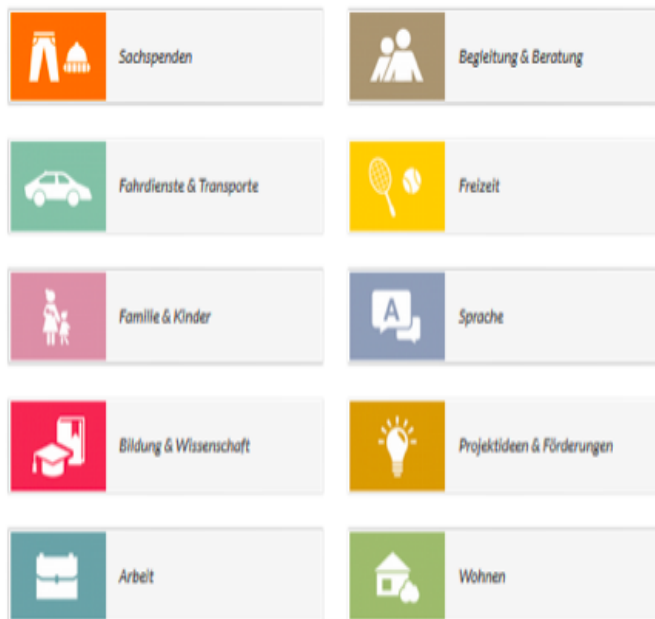 Sachspenden
Begleitung & Beratung
Fahrdienste & Transporte
Freizeit
Familie & Kinder
A
Sprache
Bildung & Wissenschaft
Projektideen & Förderungen
Arbeit
Wohnen